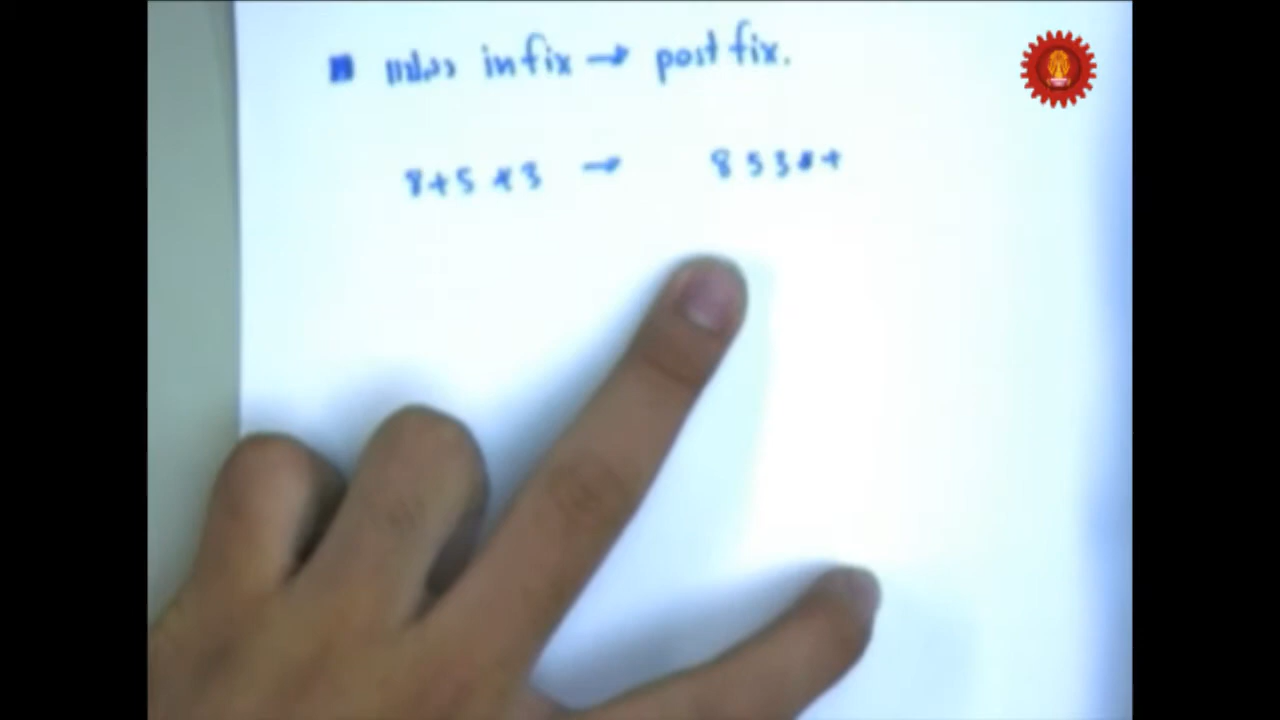 แปลง infix → postfix.
8+5*3 → 853*+